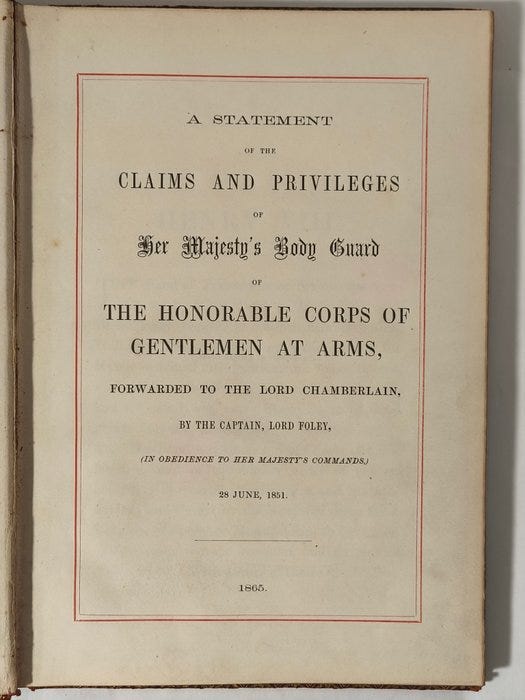 A STATEMENT
OF THE
CLAIMS AND PRIVILEGES
OF
Her Majesty's Body Guard
OF
THE HONORABLE CORPS OF
GENTLEMEN AT ARMS,
FORWARDED TO THE LORD CHAMBERLAIN,
BY THE CAPTAIN, LORD FOLEY,
(IN OBEDIENCE TO HER MAJESTY'S COMMANDS,)
28 JUNE, 1851.
1865.